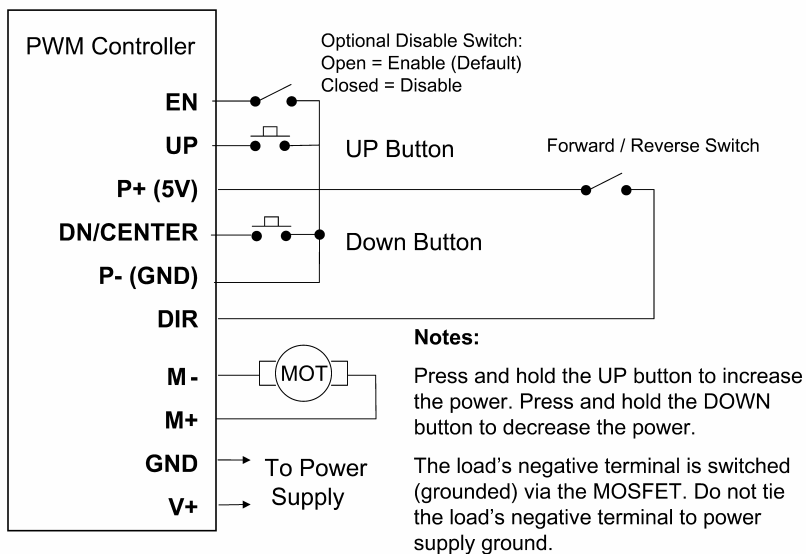 PWM Controller
Optional Disable Switch:
Open = Enable (Default)
Closed = Disable
EN
UP
UP Button
Forward / Reverse Switch
P+ (5V)
DN/CENTER
Down Button
P- (GND)
DIR
M -
MOT
M+
GND
V+
To Power
Supply
Notes:
Press and hold the UP button to increase
the power. Press and hold the DOWN
button to decrease the power.
The load's negative terminal is switched
(grounded) via the MOSFET. Do not tie
the load's negative terminal to power
supply ground.